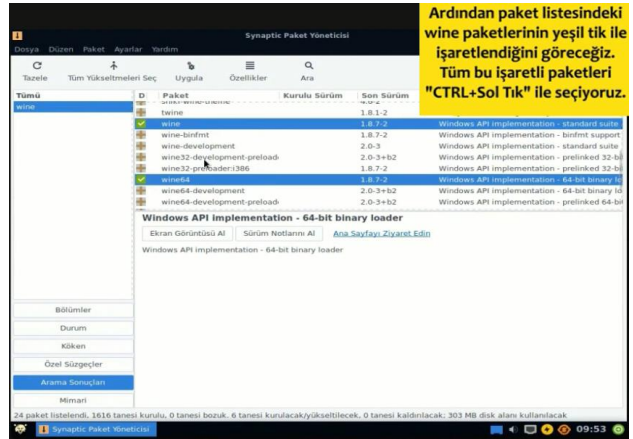 Ardından paket listesindeki
wine paketlerinin yeşil tik ile
işaretlendiğini göreceğiz.
Tüm bu işaretli paketleri
"CTRL+Sol Tık" ile seçiyoruz.
Synaptic Paket Yöneticisi
Dosya Düzen Paket Ayarlar Yardım
Tazele Tüm Yükseltmeleri Seç Uygula Özellikler Ara
Tümü
wine
D Paket Kurulu Sürüm Son Sürüm
twine 1.8.1-2
wine 1.8.7-2 Windows API implementation - standard suite
wine-binfmt 1.8.7-2 Windows API implementation - binfmt support
wine-development 2.0-3 Windows API implementation - standard suite
wine32-development-preload 2.0-3+b2 Windows API implementation - prelinked 32-bi
wine32-preloader:i386 1.8.7-2 Windows API implementation - prelinked 32-bi
wine64 1.8.7-2 Windows API implementation - 64-bit binary lo
wine64-development 2.0-3+b2 Windows API implementation - 64-bit binary lo
wine64-development-preload 2.0-3+b2 Windows API implementation - prelinked 64-bi
Windows API implementation - 64-bit binary loader
Ekran Görüntüsü Al Sürüm Notlarını Al Ana Sayfayı Ziyaret Edin
Windows API implementation - 64-bit binary loader
Bölümler
Durum
Köken
Özel Süzgeçler
Arama Sonuçları
Mimari
24 paket listelendi, 1616 tanesi kurulu, 0 tanesi bozuk. 6 tanesi kurulacak/yükseltilecek, 0 tanesi kaldırılacak; 303 MB disk alanı kullanılacak
Synaptic Paket Yöneticisi 09:53